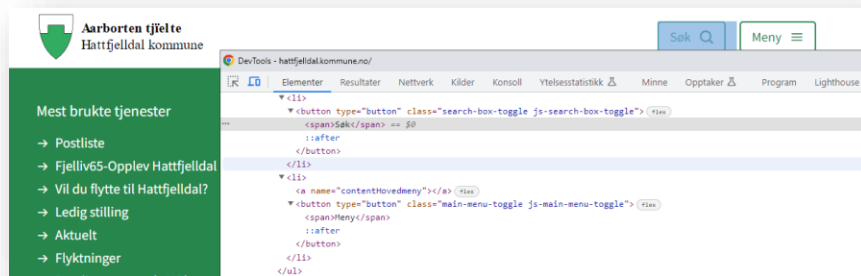 Aarborten tjïelte
Hattfjelldal kommune
Søk
Meny
DevTools - hattfjelldal.kommune.no/
Elementer Resultater Nettverk Kilder Konsoll Ytelsesstatistikk Minne Opptaker Program Lighthouse
Mest brukte tjenester
→ Postliste
→ Fjelliv65-Opplev Hattfjelldal
→ Vil du flytte til Hattfjelldal?
→ Ledig stilling
→ Aktuelt
→ Flyktninger
▼<li>
▼<button type="button" class="search-box-toggle js-search-box-toggle"> flex
... <span>Søk</span> == $0
::after
</button>
</li>
▼<li>
<a name="contentHovedmeny"></a> flex
▼<button type="button" class="main-menu-toggle js-main-menu-toggle"> flex
<span>Meny</span>
::after
</button>
</li>
</ul>